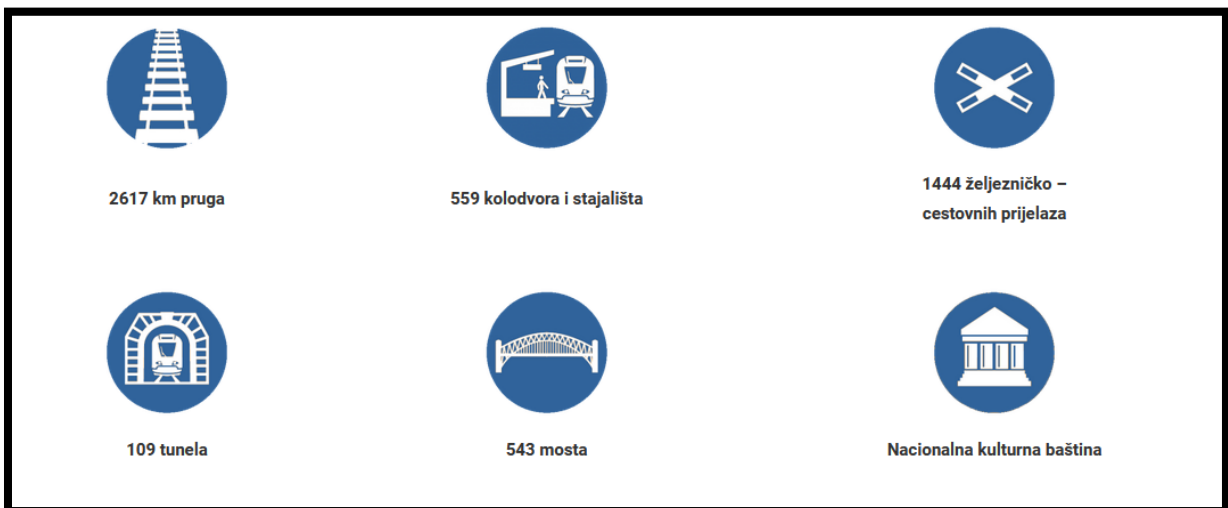 2617 km pruga
559 kolodvora i stajališta
1444 željezničko –
cestovnih prijelaza
109 tunela
543 mosta
Nacionalna kulturna baština